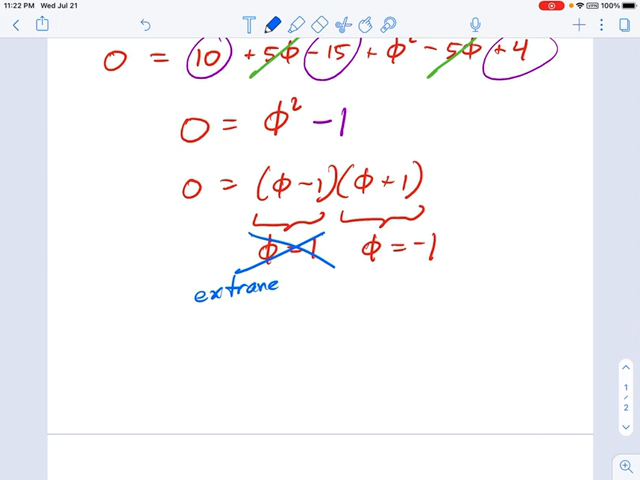 11:22 PM Wed Jul 21
100%
0 = 10 + 5ϕ - 15 + ϕ² - 5ϕ + 4
0 = ϕ² - 1
0 = (ϕ - 1)(ϕ + 1)
ϕ = 1 ϕ = -1
extrane
1
2